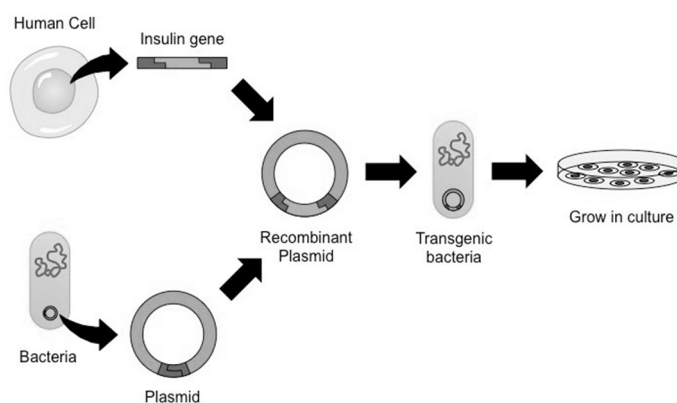 Human Cell
Insulin gene
Recombinant
Plasmid
Transgenic
bacteria
Grow in culture
Bacteria
Plasmid